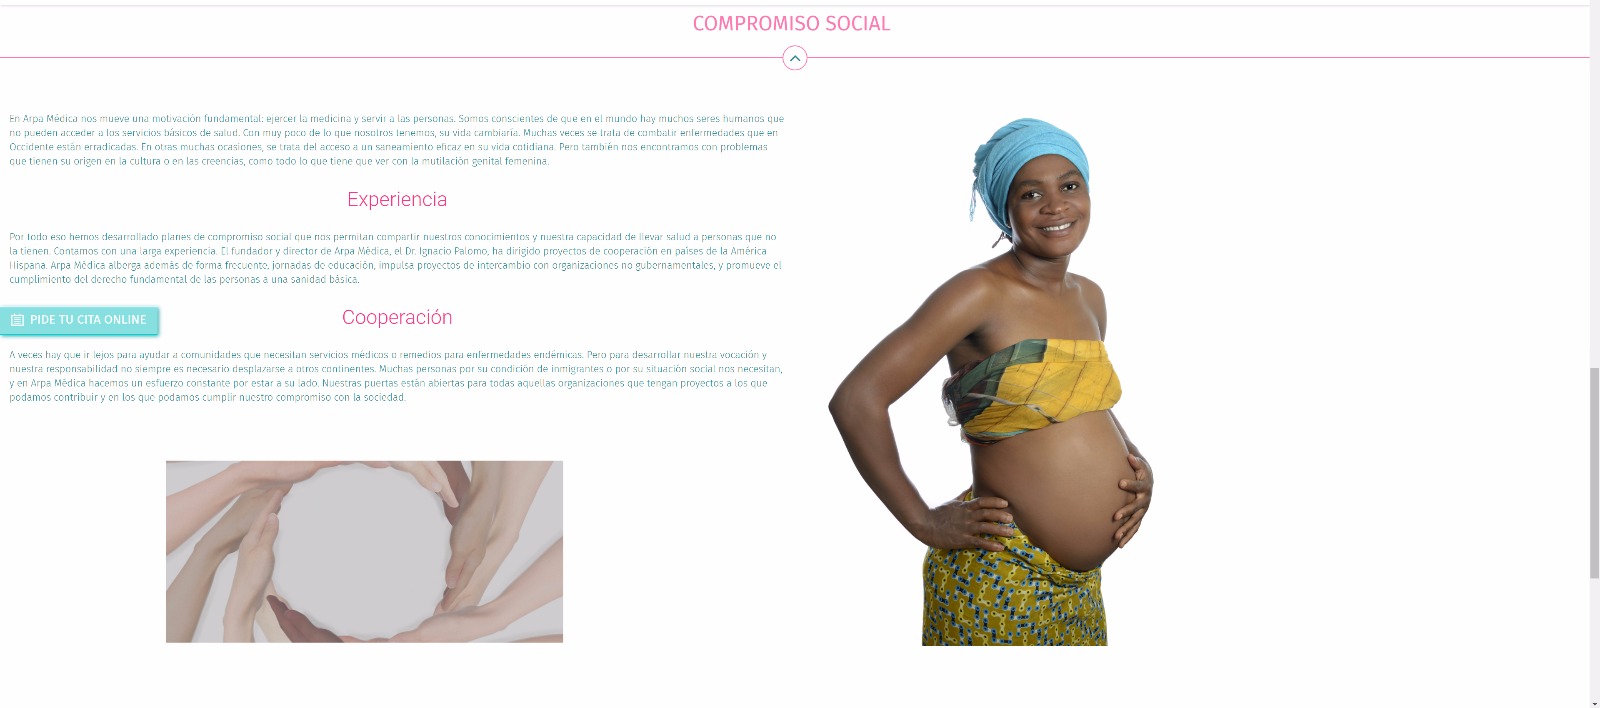 COMPROMISO SOCIAL
En Arpa Médica nos mueve una motivación fundamental: ejercer la medicina y servir a las personas. Somos conscientes de que en el mundo hay muchos seres humanos que
no pueden acceder a los servicios básicos de salud. Con muy poco de lo que nosotros tenemos, su vida cambiaría. Muchas veces se trata de combatir enfermedades que en
Occidente están erradicadas. En otras muchas ocasiones, se trata del acceso a un saneamiento eficaz en su vida cotidiana. Pero también nos encontramos con problemas
que tienen su origen en la cultura o en las creencias, como todo lo que tiene que ver con la mutilación genital femenina.
Experiencia
Por todo eso hemos desarrollado planes de compromiso social que nos permitan compartir nuestros conocimientos y nuestra capacidad de llevar salud a personas que no
la tienen. Contamos con una larga experiencia. El fundador y director de Arpa Médica, el Dr. Ignacio Palomo, ha dirigido proyectos de cooperación en países de la América
Hispana. Arpa Médica alberga además de forma frecuente, jornadas de educación, impulsa proyectos de intercambio con organizaciones no gubernamentales, y promueve el
cumplimiento del derecho fundamental de las personas a una sanidad básica.
PIDE TU CITA ONLINE
Cooperación
A veces hay que ir lejos para ayudar a comunidades que necesitan servicios médicos o remedios para enfermedades endémicas. Pero para desarrollar nuestra vocación y
nuestra responsabilidad no siempre es necesario desplazarse a otros continentes. Muchas personas por su condición de inmigrantes o por su situación social nos necesitan,
y en Arpa Médica hacemos un esfuerzo constante por estar a su lado. Nuestras puertas están abiertas para todas aquellas organizaciones que tengan proyectos a los que
podamos contribuir y en los que podamos cumplir nuestro compromiso con la sociedad.